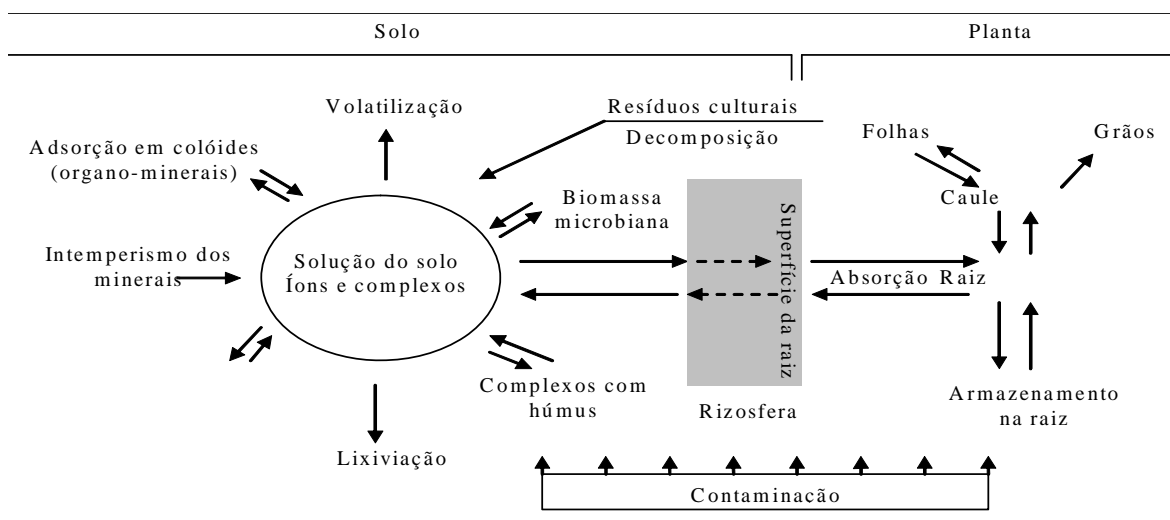 Solo
Planta
Volatilização
Resíduos culturais
Decomposição
Folhas
Grãos
Adsorção em colóides
(organo-minerais)
Caule
Biomassa
microbiana
Superfície da raiz
Intemperismo dos
minerais
Solução do solo
Íons e complexos
Absorção Raiz
Complexos com
húmus
Rizosfera
Armazenamento
na raiz
Lixiviação
Contaminacão